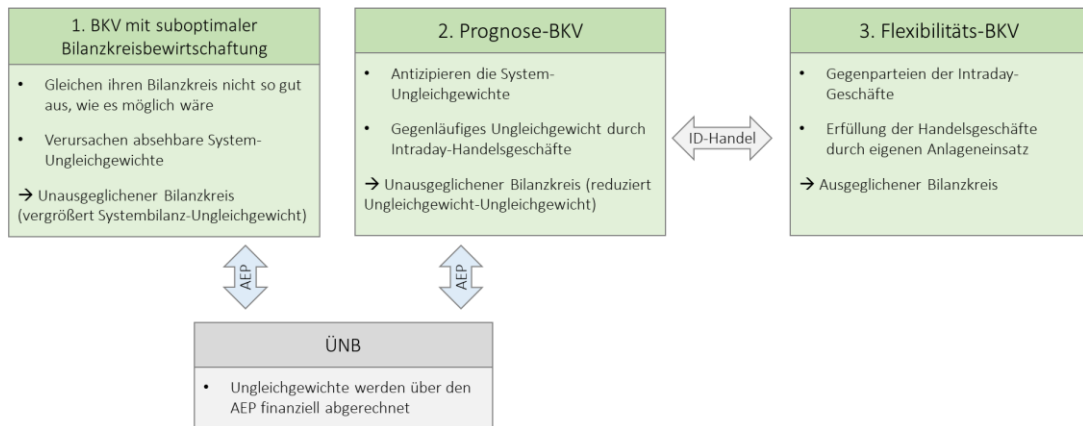 1. BKV mit suboptimaler
Bilanzkreisbewirtschaftung
• Gleichen ihren Bilanzkreis nicht so gut
aus, wie es möglich wäre
• Verursachen absehbare System-
Ungleichgewichte
→ Unausgeglichener Bilanzkreis
(vergrößert Systembilanz-Ungleichgewicht)
2. Prognose-BKV
• Antizipieren die System-
Ungleichgewichte
• Gegenläufiges Ungleichgewicht durch
Intraday-Handelsgeschäfte
→ Unausgeglichener Bilanzkreis (reduziert
Ungleichgewicht-Ungleichgewicht)
ID-Handel
3. Flexibilitäts-BKV
• Gegenparteien der Intraday-
Geschäfte
• Erfüllung der Handelsgeschäfte
durch eigenen Anlageneinsatz
→ Ausgeglichener Bilanzkreis
AEP
AEP
ÜNB
• Ungleichgewichte werden über den
AEP finanziell abgerechnet